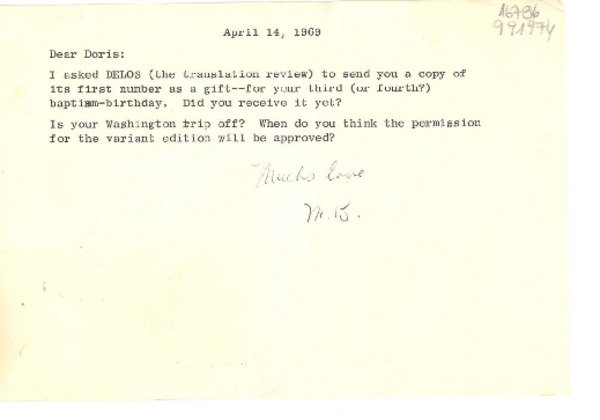 16796
991974
April 14, 1969
Dear Doris:
I asked DELOS (the translation review) to send you a copy of
its first number as a gift--for your third (or fourth?)
baptism-birthday. Did you receive it yet?
Is your Washington trip off? When do you think the permission
for the variant edition will be approved?
Much love
M.B.